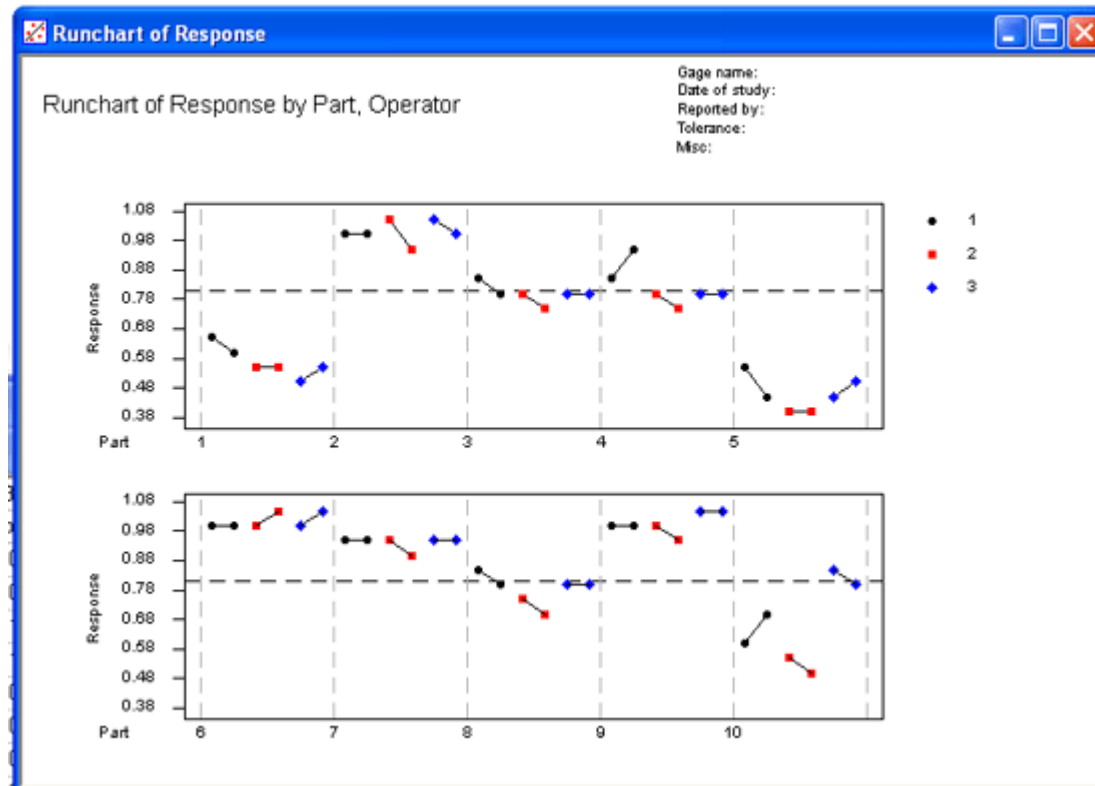 Runchart of Response
Runchart of Response by Part, Operator
Gage name:
Date of study:
Reported by:
Tolerance:
Misc:
1.08
0.98
0.88
0.78
0.68
0.58
0.48
0.38
Response
Part 1 2 3 4 5
1
2
3
1.08
0.98
0.88
0.78
0.68
0.58
0.48
0.38
Response
Part 6 7 8 9 10